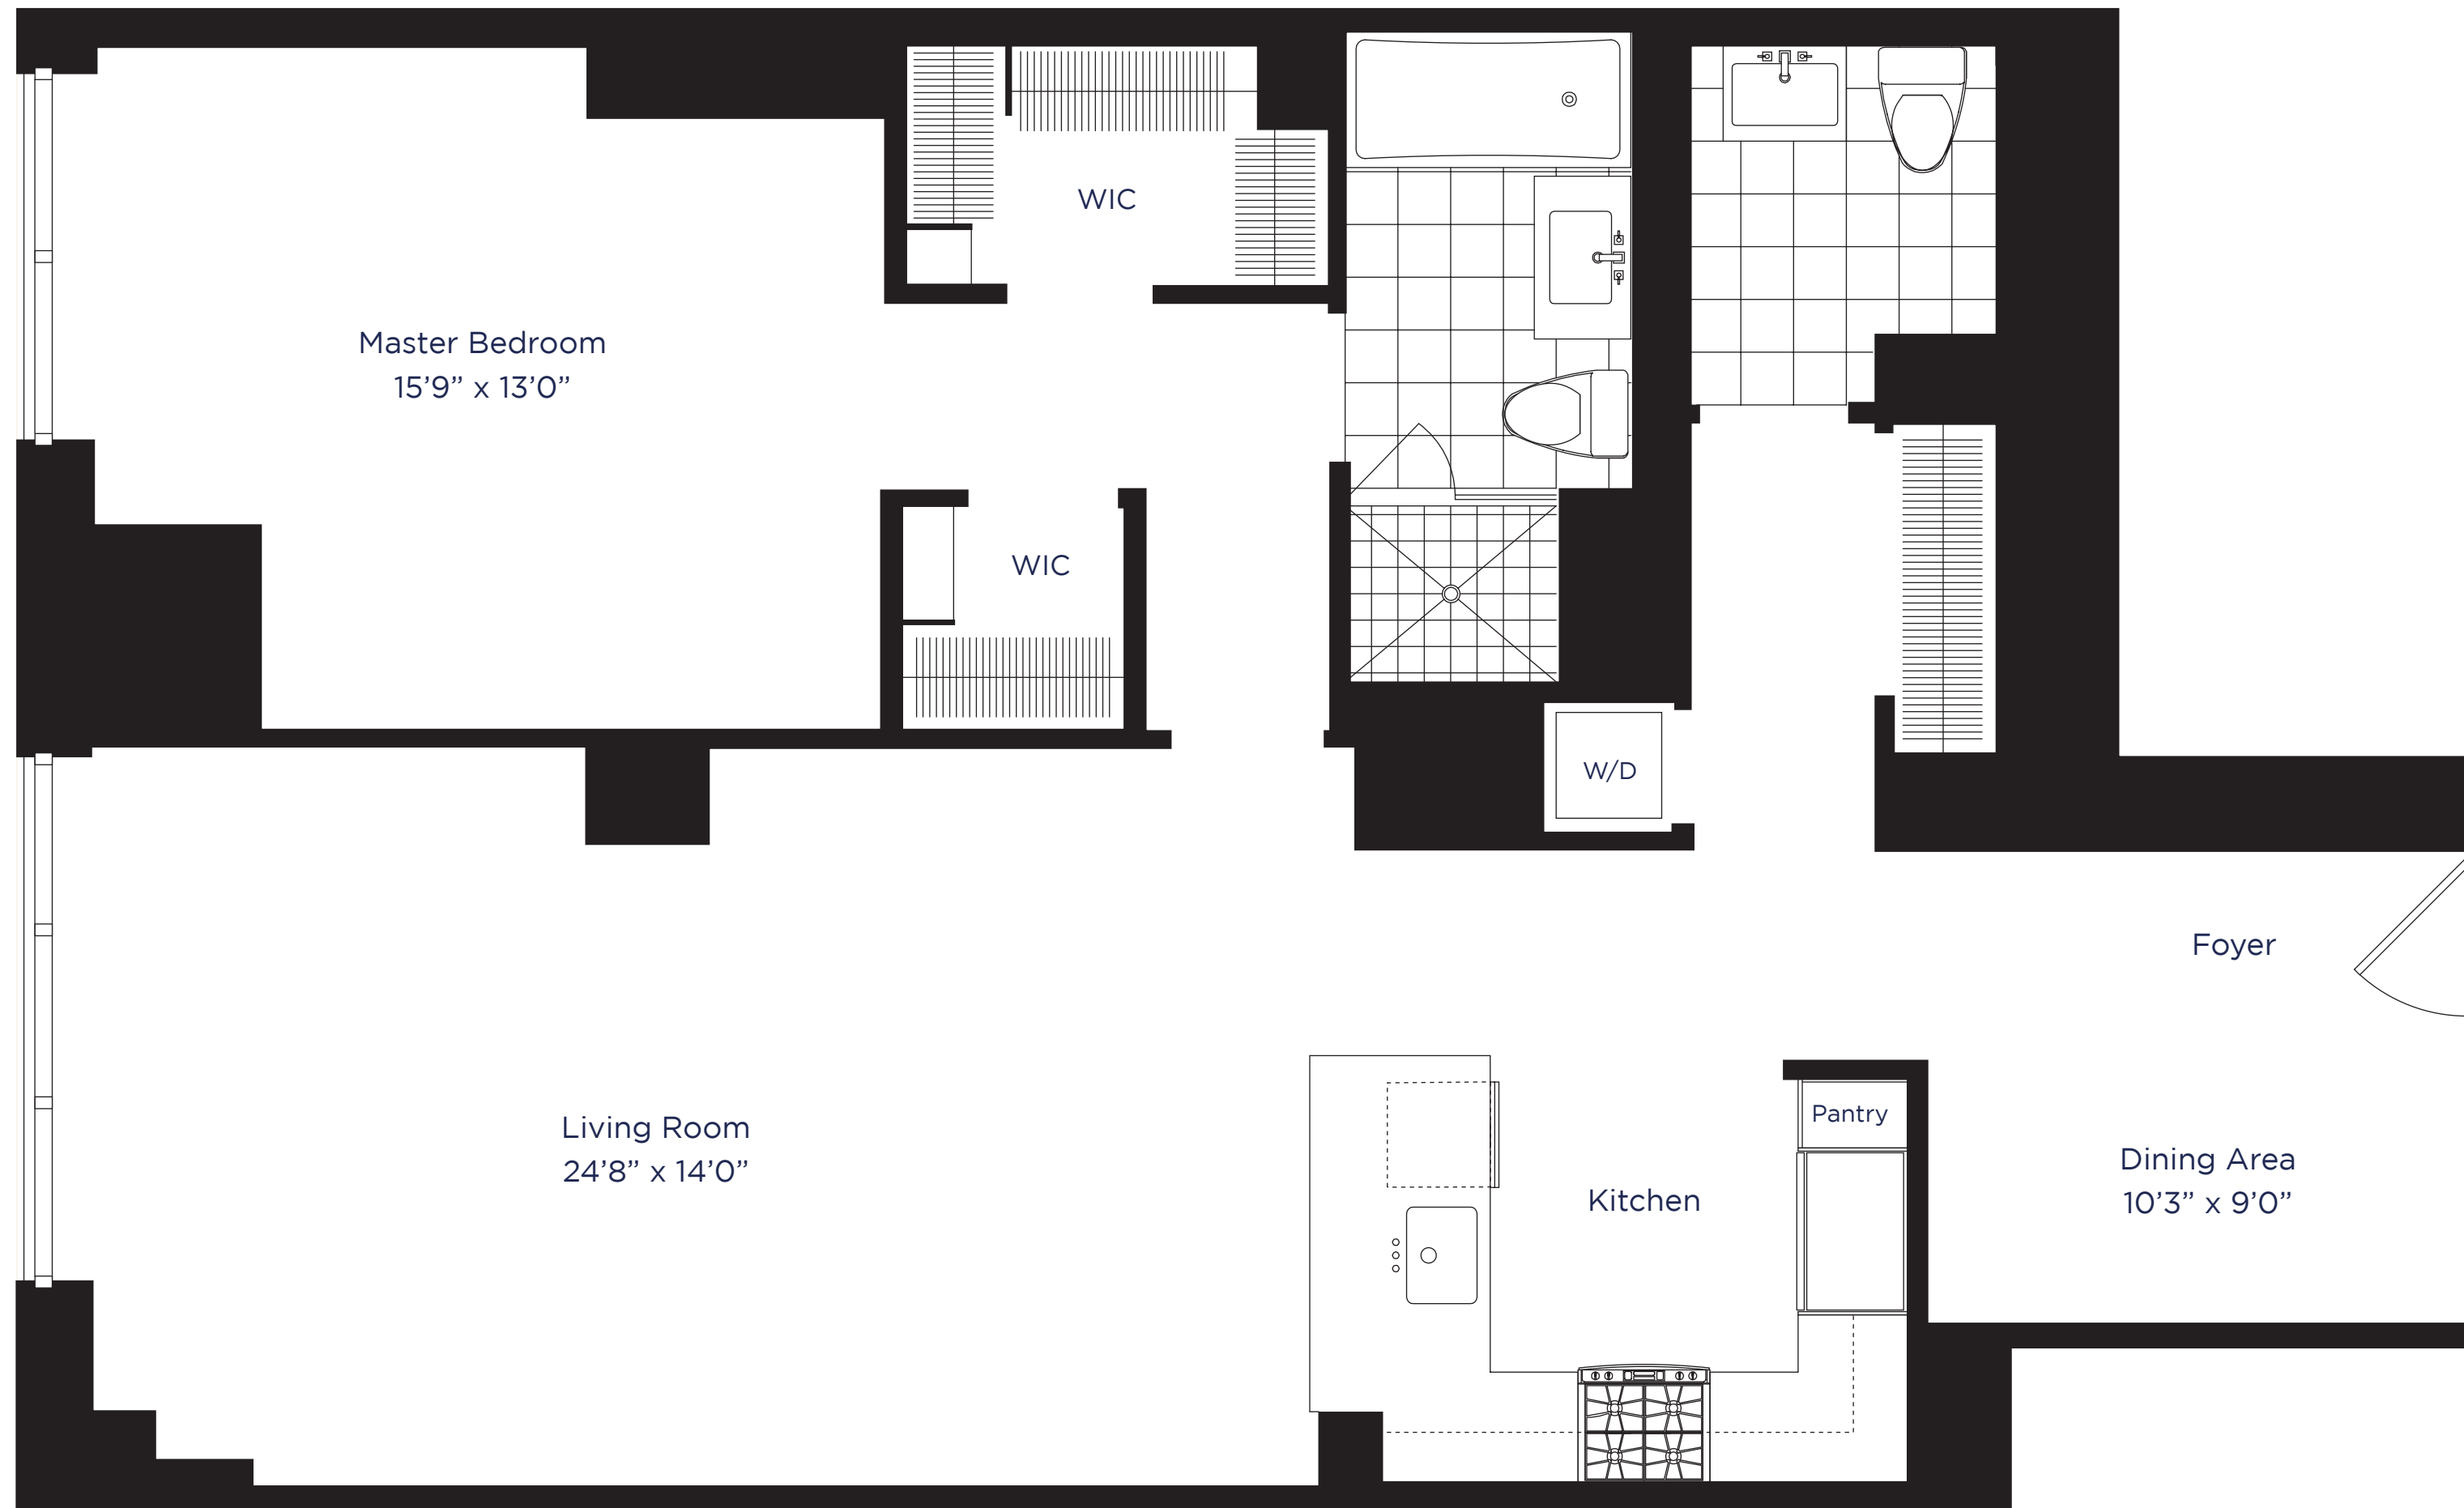 WIC
Master Bedroom
15’9” x 13’0”
WIC
W/D
Foyer
Living Room
24’8” x 14’0”
Pantry
Kitchen
Dining Area
10’3” x 9’0”